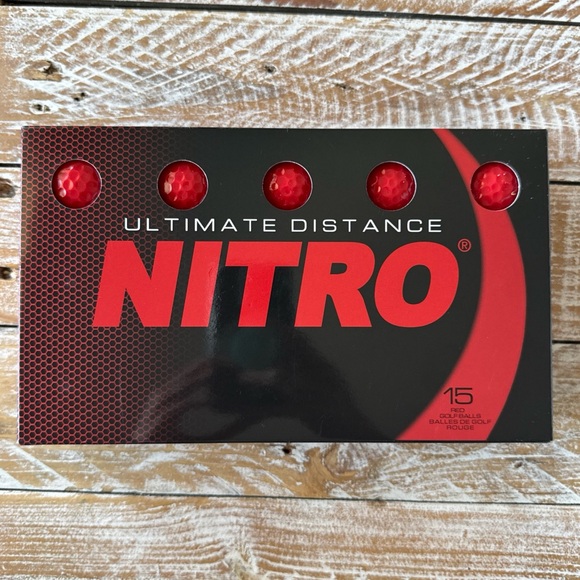 ULTIMATE DISTANCE
NITRO®
15
RED
GOLF BALLS
BALLES DE GOLF
ROUGE